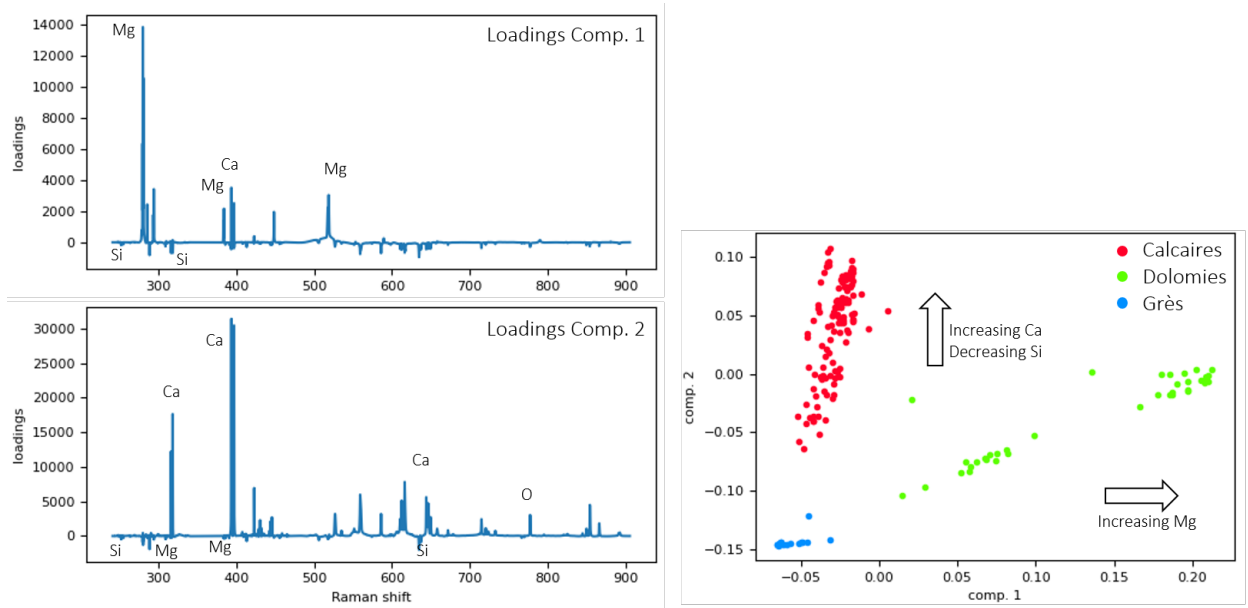 Loadings Comp. 1
14000
12000
10000
8000
6000
4000
2000
0
loadings
Mg
Ca
Mg
Mg
Si
Si
300 400 500 600 700 800 900
Loadings Comp. 2
30000
25000
20000
15000
10000
5000
0
loadings
Ca
Ca
Ca
O
Si
Mg
Mg
Si
300 400 500 600 700 800 900
Raman shift
Calcaires
Dolomies
Grès
0.10
0.05
0.00
−0.05
−0.10
−0.15
comp. 2
Increasing Ca
Decreasing Si
Increasing Mg
−0.05 0.00 0.05 0.10 0.15 0.20
comp. 1